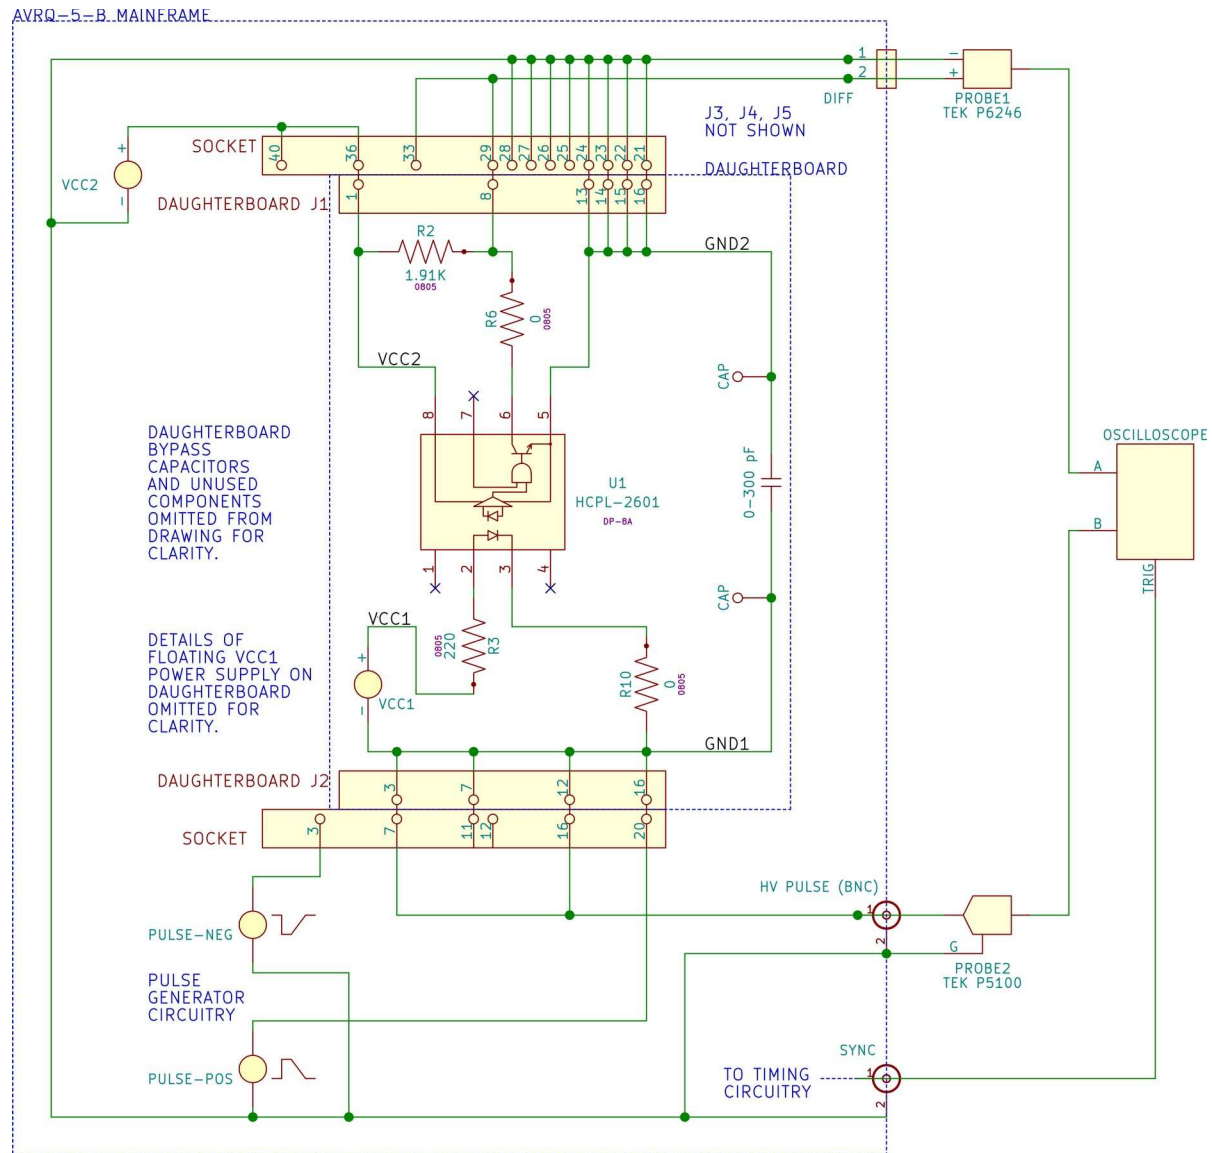 AVRQ-5-B MAINFRAME
1
2
DIFF
-
+
PROBE1
TEK P6246
J3, J4, J5
NOT SHOWN
SOCKET
40
36
33
29
28
27
26
25
24
23
22
21
DAUGHTERBOARD
+
VCC2
-
DAUGHTERBOARD J1
1
8
13
14
15
16
R2
1.91K
0805
GND2
R6
0
0805
VCC2
CAP
8
7
6
5
DAUGHTERBOARD
BYPASS
CAPACITORS
AND UNUSED
COMPONENTS
OMITTED FROM
DRAWING FOR
CLARITY.
U1
HCPL-2601
DP-8A
0-300 pF
OSCILLOSCOPE
A
B
TRIG
1
2
3
4
CAP
VCC1
DETAILS OF
FLOATING VCC1
POWER SUPPLY ON
DAUGHTERBOARD
OMITTED FOR
CLARITY.
+
VCC1
-
0805
220
R3
R10
0
0805
GND1
DAUGHTERBOARD J2
3
7
12
16
SOCKET
3
7
11
12
16
20
HV PULSE (BNC)
1
2
G
PROBE2
TEK P5100
PULSE-NEG
PULSE
GENERATOR
CIRCUITRY
PULSE-POS
SYNC
TO TIMING
CIRCUITRY
1
2